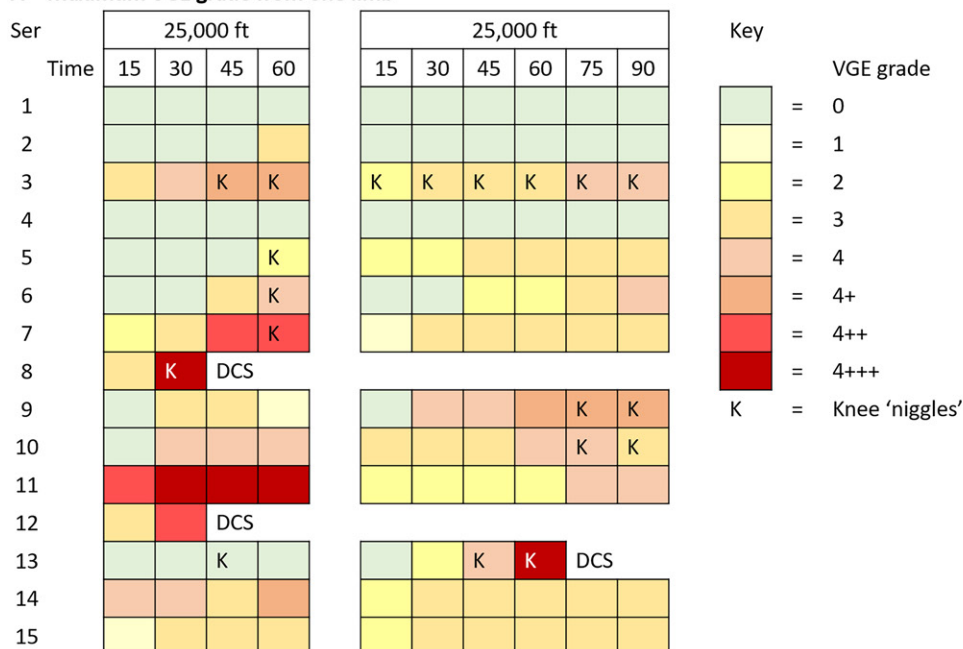 Ser 25,000 ft 25,000 ft Key
Time 15 30 45 60 15 30 45 60 75 90 VGE grade
1 = 0
2 = 1
3 K K K K K K K K = 2
4 = 3
5 K = 4
6 K = 4+
7 K = 4++
8 K DCS = 4+++
9 K K K = Knee ‘niggles’
10 K K
11
12 DCS
13 K K K DCS
14
15